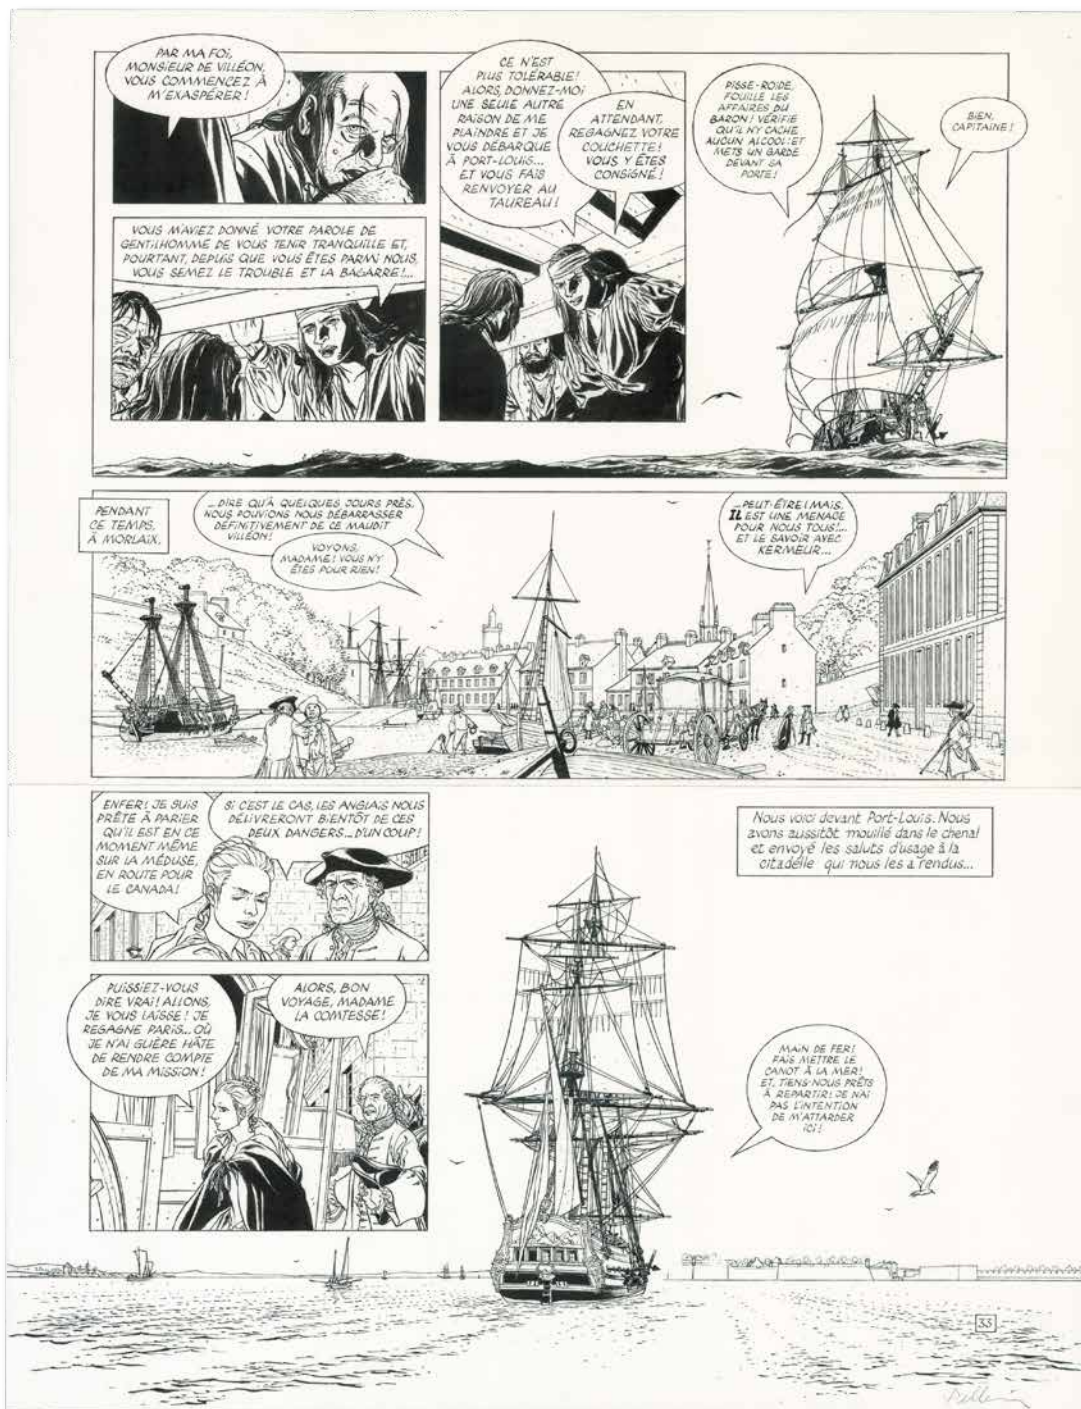 PAR MA FOI,
MONSIEUR DE VILLÉON,
VOUS COMMENCEZ À
M'EXASPÉRER!
VOUS M'AVIEZ DONNÉ VOTRE PAROLE DE
GENTILHOMME DE VOUS TENIR TRANQUILLE ET,
POURTANT, DEPUIS QUE VOUS ÊTES PARMI NOUS,
VOUS SEMEZ LE TROUBLE ET LA BAGARRE!...
CE N'EST
PLUS TOLÉRABLE!
ALORS, DONNEZ-MOI
UNE SEULE AUTRE
RAISON DE ME
PLAINDRE ET JE
VOUS DÉBARQUE
À PORT-LOUIS...
ET VOUS FAIS
RENVOYER AU
TAUREAU!
EN
ATTENDANT,
REGAGNEZ VOTRE
COUCHETTE!
VOUS Y ÊTES
CONSIGNÉ!
PISSE-ROIDE,
FOUILLE LES
AFFAIRES DU
BARON! VÉRIFIE
QU'IL N'Y CACHE
AUCUN ALCOOL! ET
METS UN GARDE
DEVANT SA
PORTE!
BIEN,
CAPITAINE!
PENDANT
CE TEMPS,
À MORLAIX.
...DIRE QU'À QUELQUES JOURS PRÈS,
NOUS POUVIONS NOUS DÉBARRASSER
DÉFINITIVEMENT DE CE MAUDIT
VILLÉON!
VOYONS,
MADAME! VOUS N'Y
ÊTES POUR RIEN!
...PEUT-ÊTRE! MAIS,
IL EST UNE MENACE
POUR NOUS TOUS!...
ET LE SAVOIR AVEC
KERMEUR...
ENFER! JE SUIS
PRÊTE À PARIER
QU'IL EST EN CE
MOMENT MÊME
SUR LA MÉDUSE,
EN ROUTE POUR
LE CANADA!
SI C'EST LE CAS, LES ANGLAIS NOUS
DÉLIVRERONT BIENTÔT DE CES
DEUX DANGERS... D'UN COUP!
PUISSIEZ-VOUS
DIRE VRAI! ALLONS,
JE VOUS LAISSE! JE
REGAGNE PARIS... OÙ
JE N'AI GUÈRE HÂTE
DE RENDRE COMPTE
DE MA MISSION!
ALORS, BON
VOYAGE, MADAME
LA COMTESSE!
Nous voici devant Port-Louis. Nous
avons aussitôt mouillé dans le chenal
et envoyé les saluts d'usage à la
citadelle qui nous les a rendus...
MAIN DE FER!
FAIS METTRE LE
CANOT À LA MER!
ET, TIENS-NOUS PRÊTS
À REPARTIR! JE N'AI
PAS L'INTENTION
DE M'ATTARDER
ICI!
33